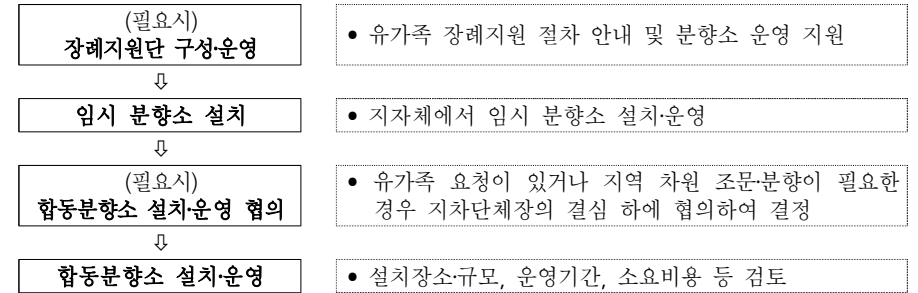 (필요시)
장례지원단 구성·운영
• 유가족 장례지원 절차 안내 및 분향소 운영 지원
⇩
임시 분향소 설치
• 지자체에서 임시 분향소 설치·운영
⇩
(필요시)
합동분향소 설치·운영 협의
• 유가족 요청이 있거나 지역 차원 조문·분향이 필요한
경우 지차단체장의 결심 하에 협의하여 결정
⇩
합동분향소 설치·운영
• 설치장소·규모, 운영기간, 소요비용 등 검토